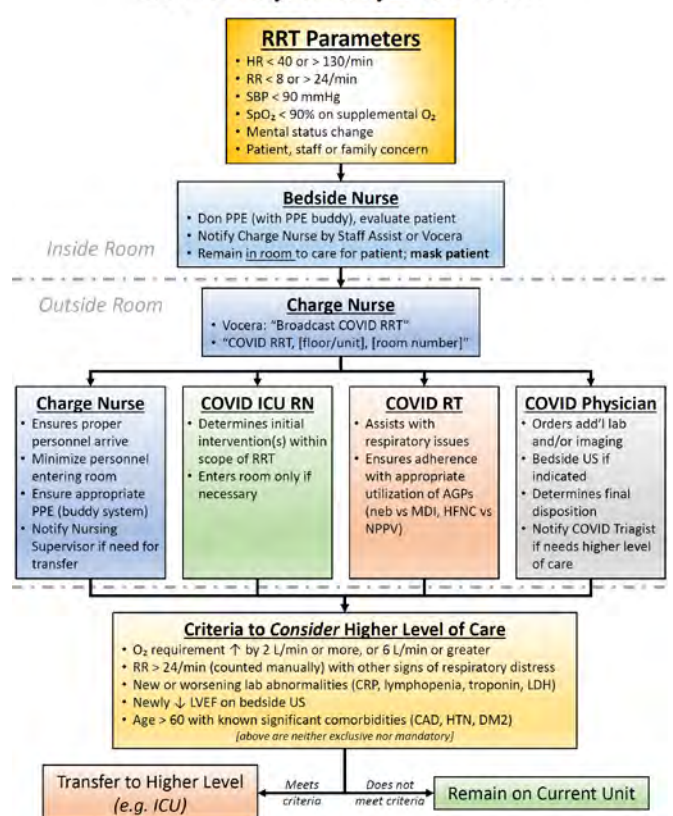 RRT Parameters
• HR < 40 or > 130/min
• RR < 8 or > 24/min
• SBP < 90 mmHg
• SpO₂ < 90% on supplemental O₂
• Mental status change
• Patient, staff or family concern
Bedside Nurse
• Don PPE (with PPE buddy), evaluate patient
• Notify Charge Nurse by Staff Assist or Vocera
• Remain in room to care for patient; mask patient
Inside Room
Outside Room
Charge Nurse
• Vocera: "Broadcast COVID RRT"
• "COVID RRT, [floor/unit], [room number]"
Charge Nurse
• Ensures proper
personnel arrive
• Minimize personnel
entering room
• Ensure appropriate
PPE (buddy system)
• Notify Nursing
Supervisor if need for
transfer
COVID ICU RN
• Determines initial
intervention(s) within
scope of RRT
• Enters room only if
necessary
COVID RT
• Assists with
respiratory issues
• Ensures adherence
with appropriate
utilization of AGPs
(neb vs MDI, HFNC vs
NPPV)
COVID Physician
• Orders add'l lab
and/or imaging
• Bedside US if
indicated
• Determines final
disposition
• Notify COVID Triagist
if needs higher level
of care
Criteria to Consider Higher Level of Care
• O₂ requirement ↑ by 2 L/min or more, or 6 L/min or greater
• RR > 24/min (counted manually) with other signs of respiratory distress
• New or worsening lab abnormalities (CRP, lymphopenia, troponin, LDH)
• Newly ↓ LVEF on bedside US
• Age > 60 with known significant comorbidities (CAD, HTN, DM2)
[above are neither exclusive nor mandatory]
Transfer to Higher Level
(e.g. ICU)
Meets
criteria
Does not
meet criteria
Remain on Current Unit